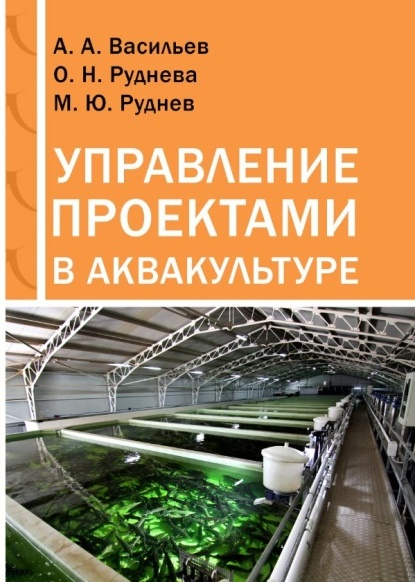 А. А. Васильев
О. Н. Руднева
М. Ю. Руднев
УПРАВЛЕНИЕ
ПРОЕКТАМИ
В АКВАКУЛЬТУРЕ